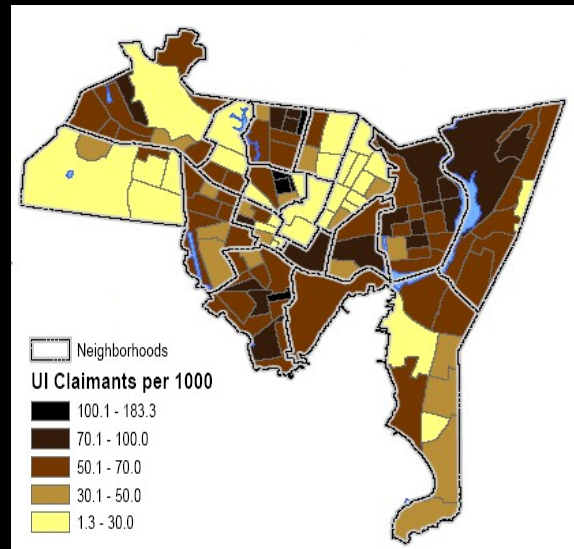 Neighborhoods
UI Claimants per 1000
100.1 - 183.3
70.1 - 100.0
50.1 - 70.0
30.1 - 50.0
1.3 - 30.0